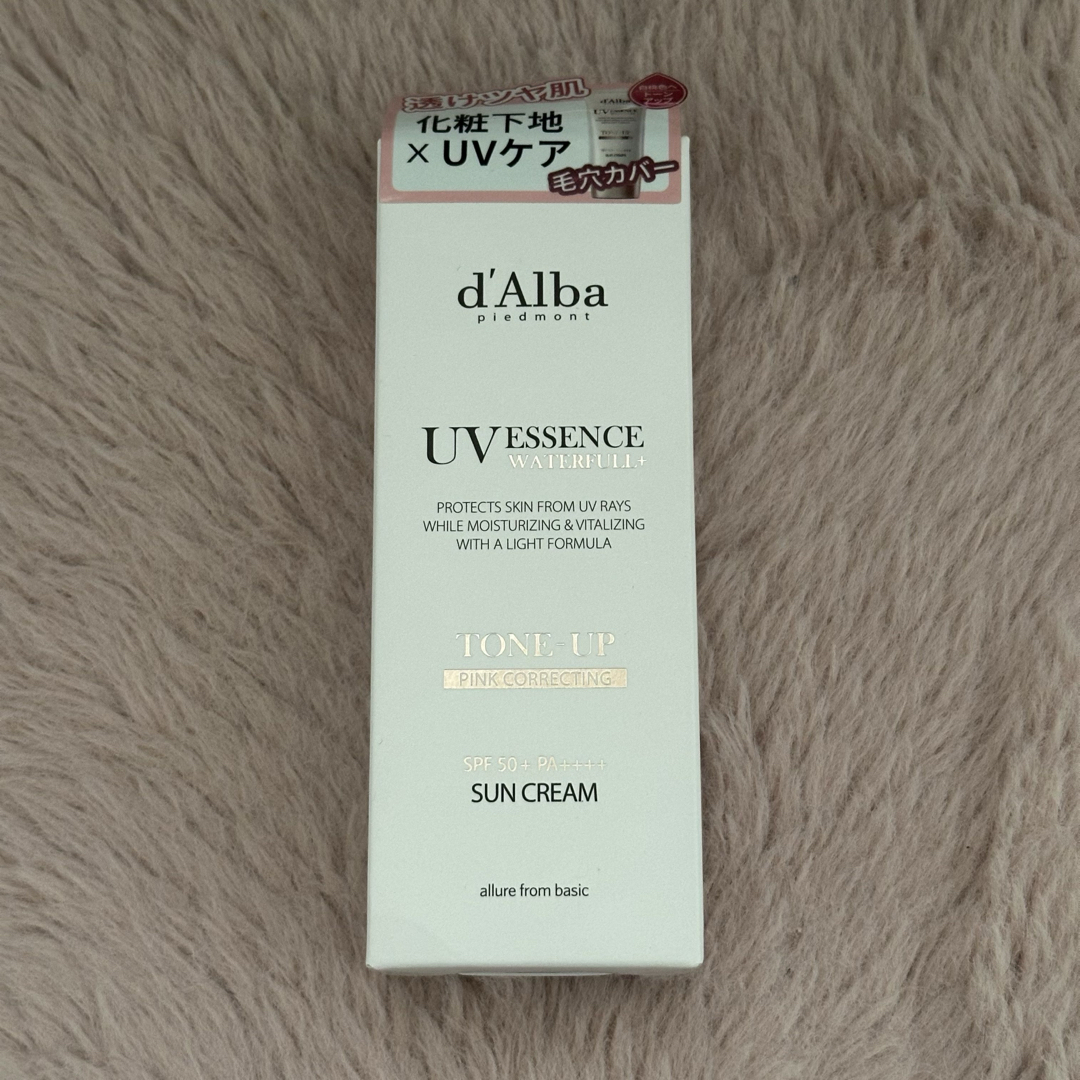 透けツヤ肌
化粧下地
× UVケア
毛穴カバー
d'Alba
piedmont
UV ESSENCE
WATERFULL+
PROTECTS SKIN FROM UV RAYS
WHILE MOISTURIZING & VITALIZING
WITH A LIGHT FORMULA
TONE-UP
PINK CORRECTING
SPF 50+ PA++++
SUN CREAM
allure from basic